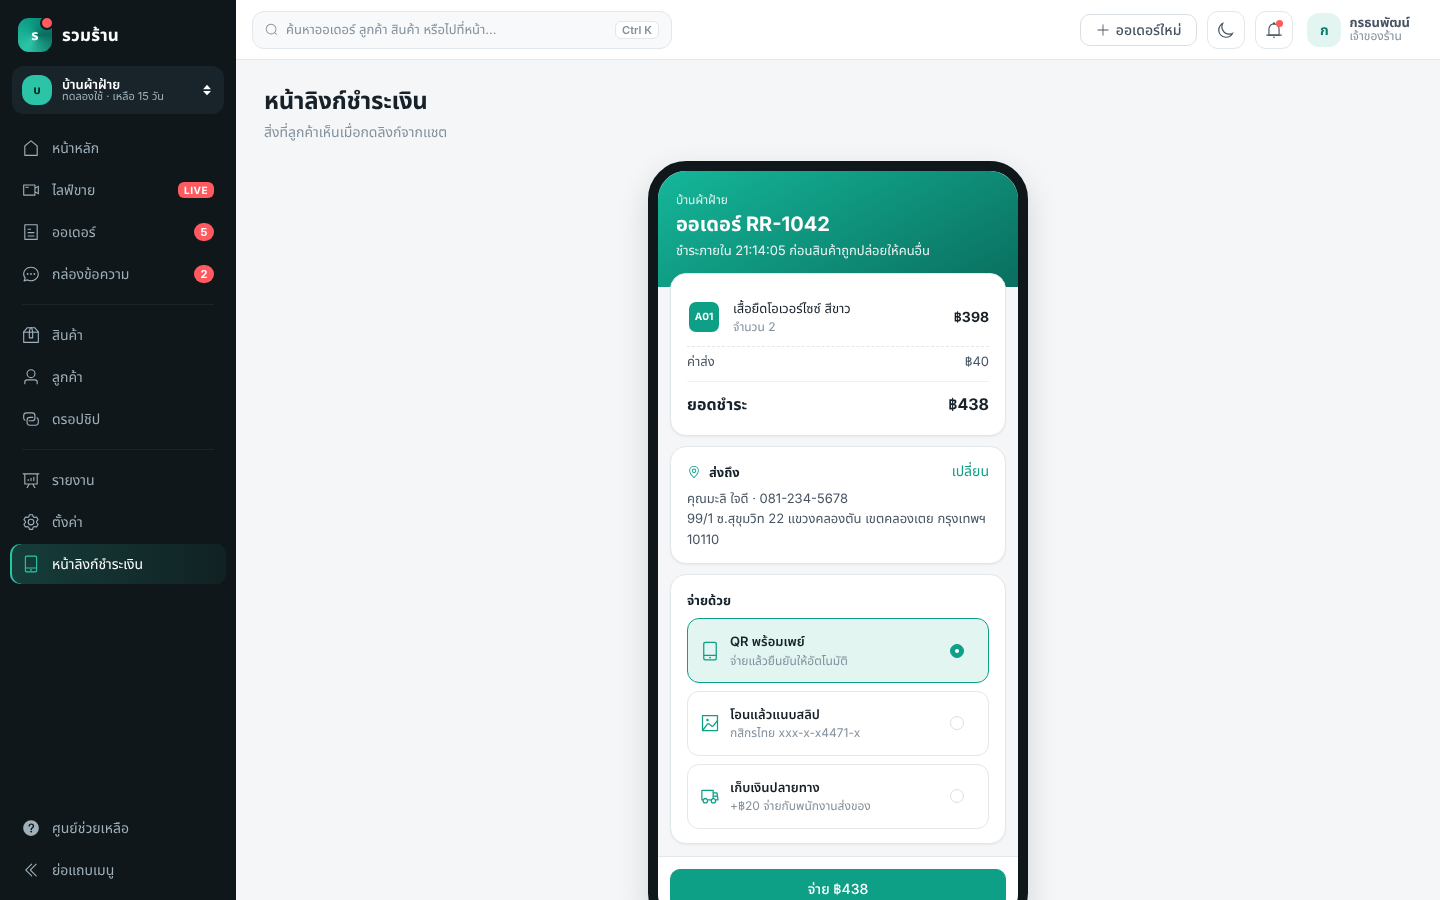 ร
รวมร้าน
บ
บ้านผ้าฝ้าย
ทดลองใช้ · เหลือ 15 วัน
หน้าหลัก
ไลฟ์ขาย
LIVE
ออเดอร์
5
กล่องข้อความ
2
สินค้า
ลูกค้า
ดรอปชิป
รายงาน
ตั้งค่า
หน้าลิงก์ชำระเงิน
ศูนย์ช่วยเหลือ
ย่อแถบเมนู
ค้นหาออเดอร์ ลูกค้า สินค้า หรือไปที่หน้า...
Ctrl K
ออเดอร์ใหม่
ก
กรธนพัฒน์
เจ้าของร้าน
หน้าลิงก์ชำระเงิน
สิ่งที่ลูกค้าเห็นเมื่อกดลิงก์จากแชต
บ้านผ้าฝ้าย
ออเดอร์ RR-1042
ชำระภายใน 21:14:05 ก่อนสินค้าถูกปล่อยให้คนอื่น
A01
เสื้อยืดโอเวอร์ไซซ์ สีขาว
จำนวน 2
฿398
ค่าส่ง
฿40
ยอดชำระ
฿438
ส่งถึง
เปลี่ยน
คุณมะลิ ใจดี · 081-234-5678
99/1 ซ.สุขุมวิท 22 แขวงคลองตัน เขตคลองเตย กรุงเทพฯ
10110
จ่ายด้วย
QR พร้อมเพย์
จ่ายแล้วยืนยันให้อัตโนมัติ
โอนแล้วแนบสลิป
กสิกรไทย xxx-x-x4471-x
เก็บเงินปลายทาง
+฿20 จ่ายกับพนักงานส่งของ
จ่าย ฿438